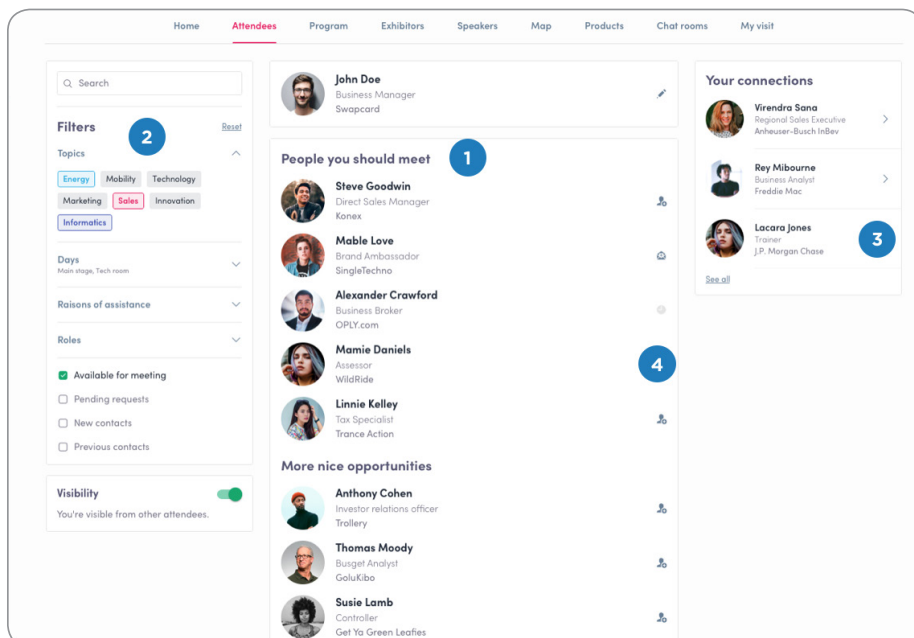 Home Attendees Program Exhibitors Speakers Map Products Chat rooms My visit
Search
Filters
2
Reset
Topics
Energy Mobility Technology
Marketing Sales Innovation
Informatics
Days
Main stage, Tech room
Raisons of assistance
Roles
Available for meeting
Pending requests
New contacts
Previous contacts
Visibility
You're visible from other attendees.
John Doe
Business Manager
Swapcard
People you should meet
1
Steve Goodwin
Direct Sales Manager
Konex
Mable Love
Brand Ambassador
SingleTechno
Alexander Crawford
Business Broker
OPLY.com
Mamie Daniels
Assessor
WildRide
4
Linnie Kelley
Tax Specialist
Trance Action
More nice opportunities
Anthony Cohen
Investor relations officer
Trollery
Thomas Moody
Busget Analyst
GoluKibo
Susie Lamb
Controller
Get Ya Green Leafies
Your connections
Virendra Sana
Regional Sales Executive
Anheuser-Busch InBev
Rey Mibourne
Business Analyst
Freddie Mac
Lacara Jones
Trainer
J.P. Morgan Chase
3
See all